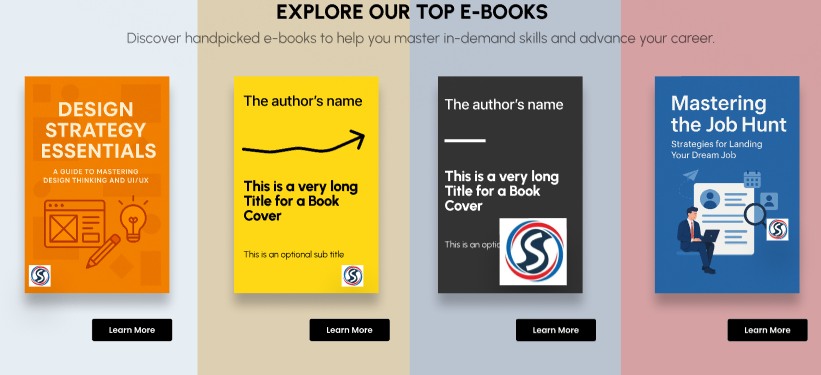 EXPLORE OUR TOP E-BOOKS
Discover handpicked e-books to help you master in-demand skills and advance your career.
DESIGN
STRATEGY
ESSENTIALS
A GUIDE TO MASTERING
DESIGN THINKING AND UI/UX
S
Learn More
The author's name
This is a very long
Title for a Book
Cover
This is an optional sub title
S
Learn More
The author's name
This is a very long
Title for a Book
Cover
This is an optio
S
Learn More
Mastering
the Job Hunt
Strategies for Landing
Your Dream Job
S
Learn More